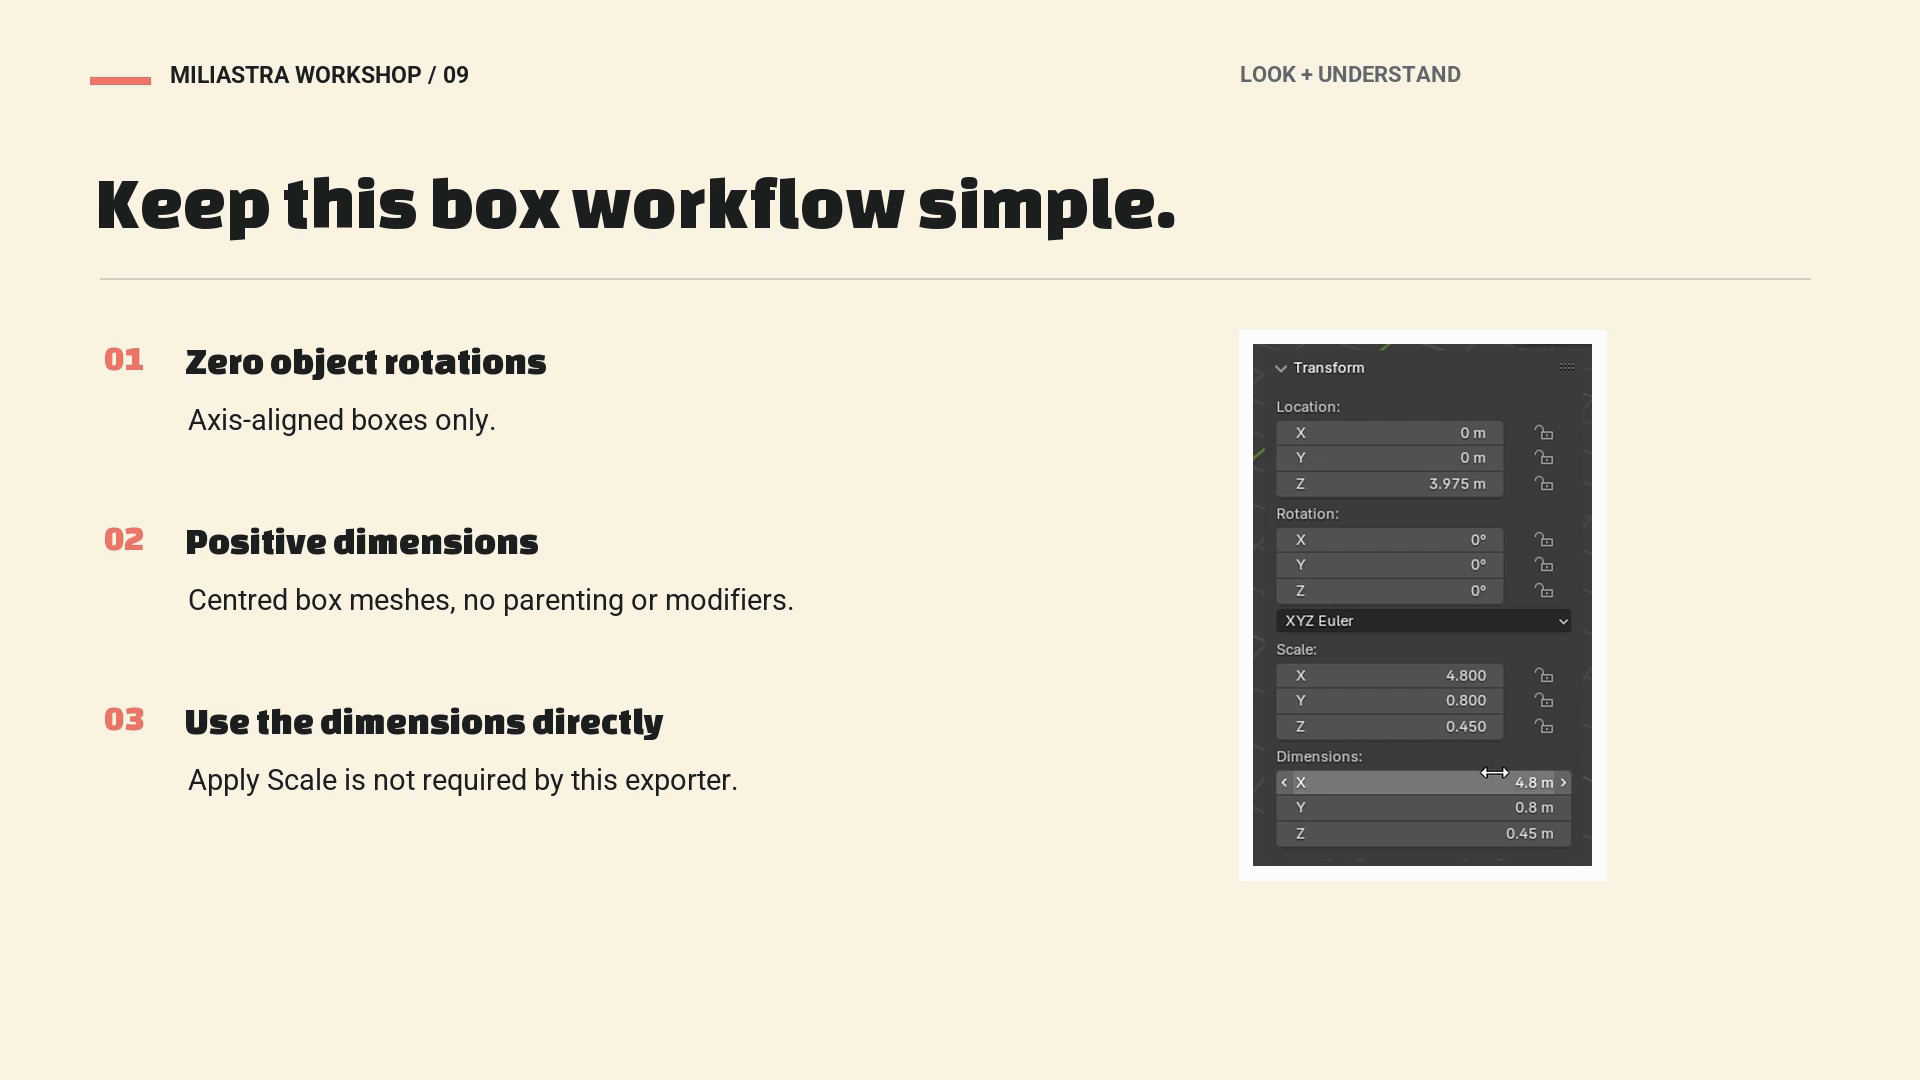 MILIASTRA WORKSHOP / 09
LOOK + UNDERSTAND
Keep this box workflow simple.
01 Zero object rotations
Axis-aligned boxes only.
02 Positive dimensions
Centred box meshes, no parenting or modifiers.
03 Use the dimensions directly
Apply Scale is not required by this exporter.
Transform
Location:
X 0 m
Y 0 m
Z 3.975 m
Rotation:
X 0°
Y 0°
Z 0°
XYZ Euler
Scale:
X 4.800
Y 0.800
Z 0.450
Dimensions:
X 4.8 m
Y 0.8 m
Z 0.45 m